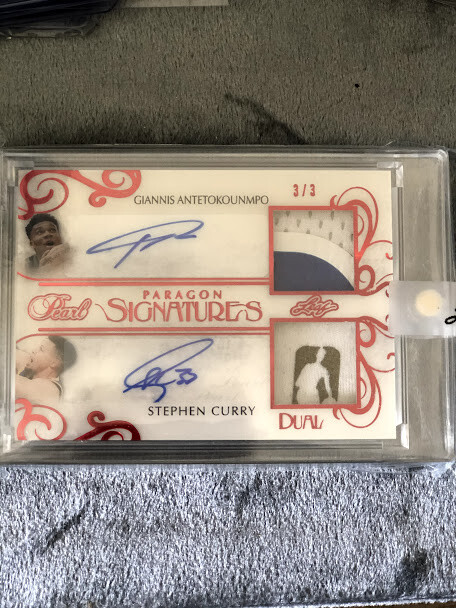 GIANNIS ANTETOKOUNMPO
3/3
PARAGON
Pearl SIGNATURES Leaf
STEPHEN CURRY
DUAL